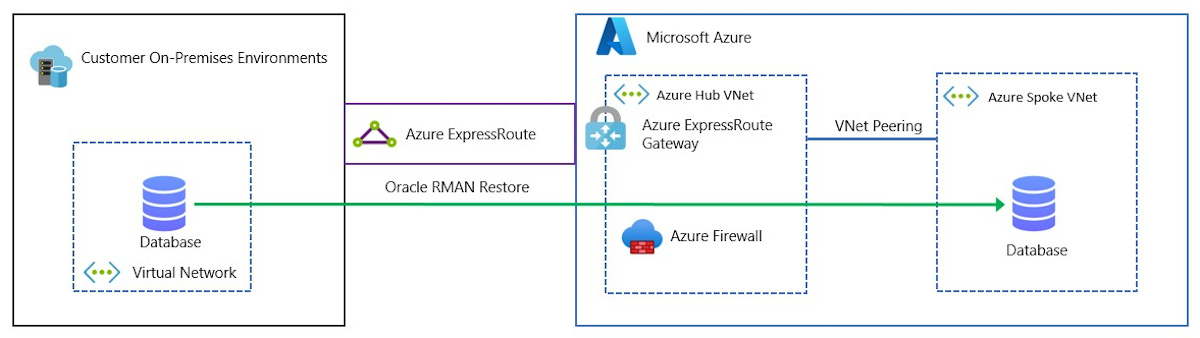 Customer On-Premises Environments
Database
Virtual Network
Azure ExpressRoute
Oracle RMAN Restore
Microsoft Azure
Azure Hub VNet
Azure ExpressRoute
Gateway
Azure Firewall
VNet Peering
Azure Spoke VNet
Database